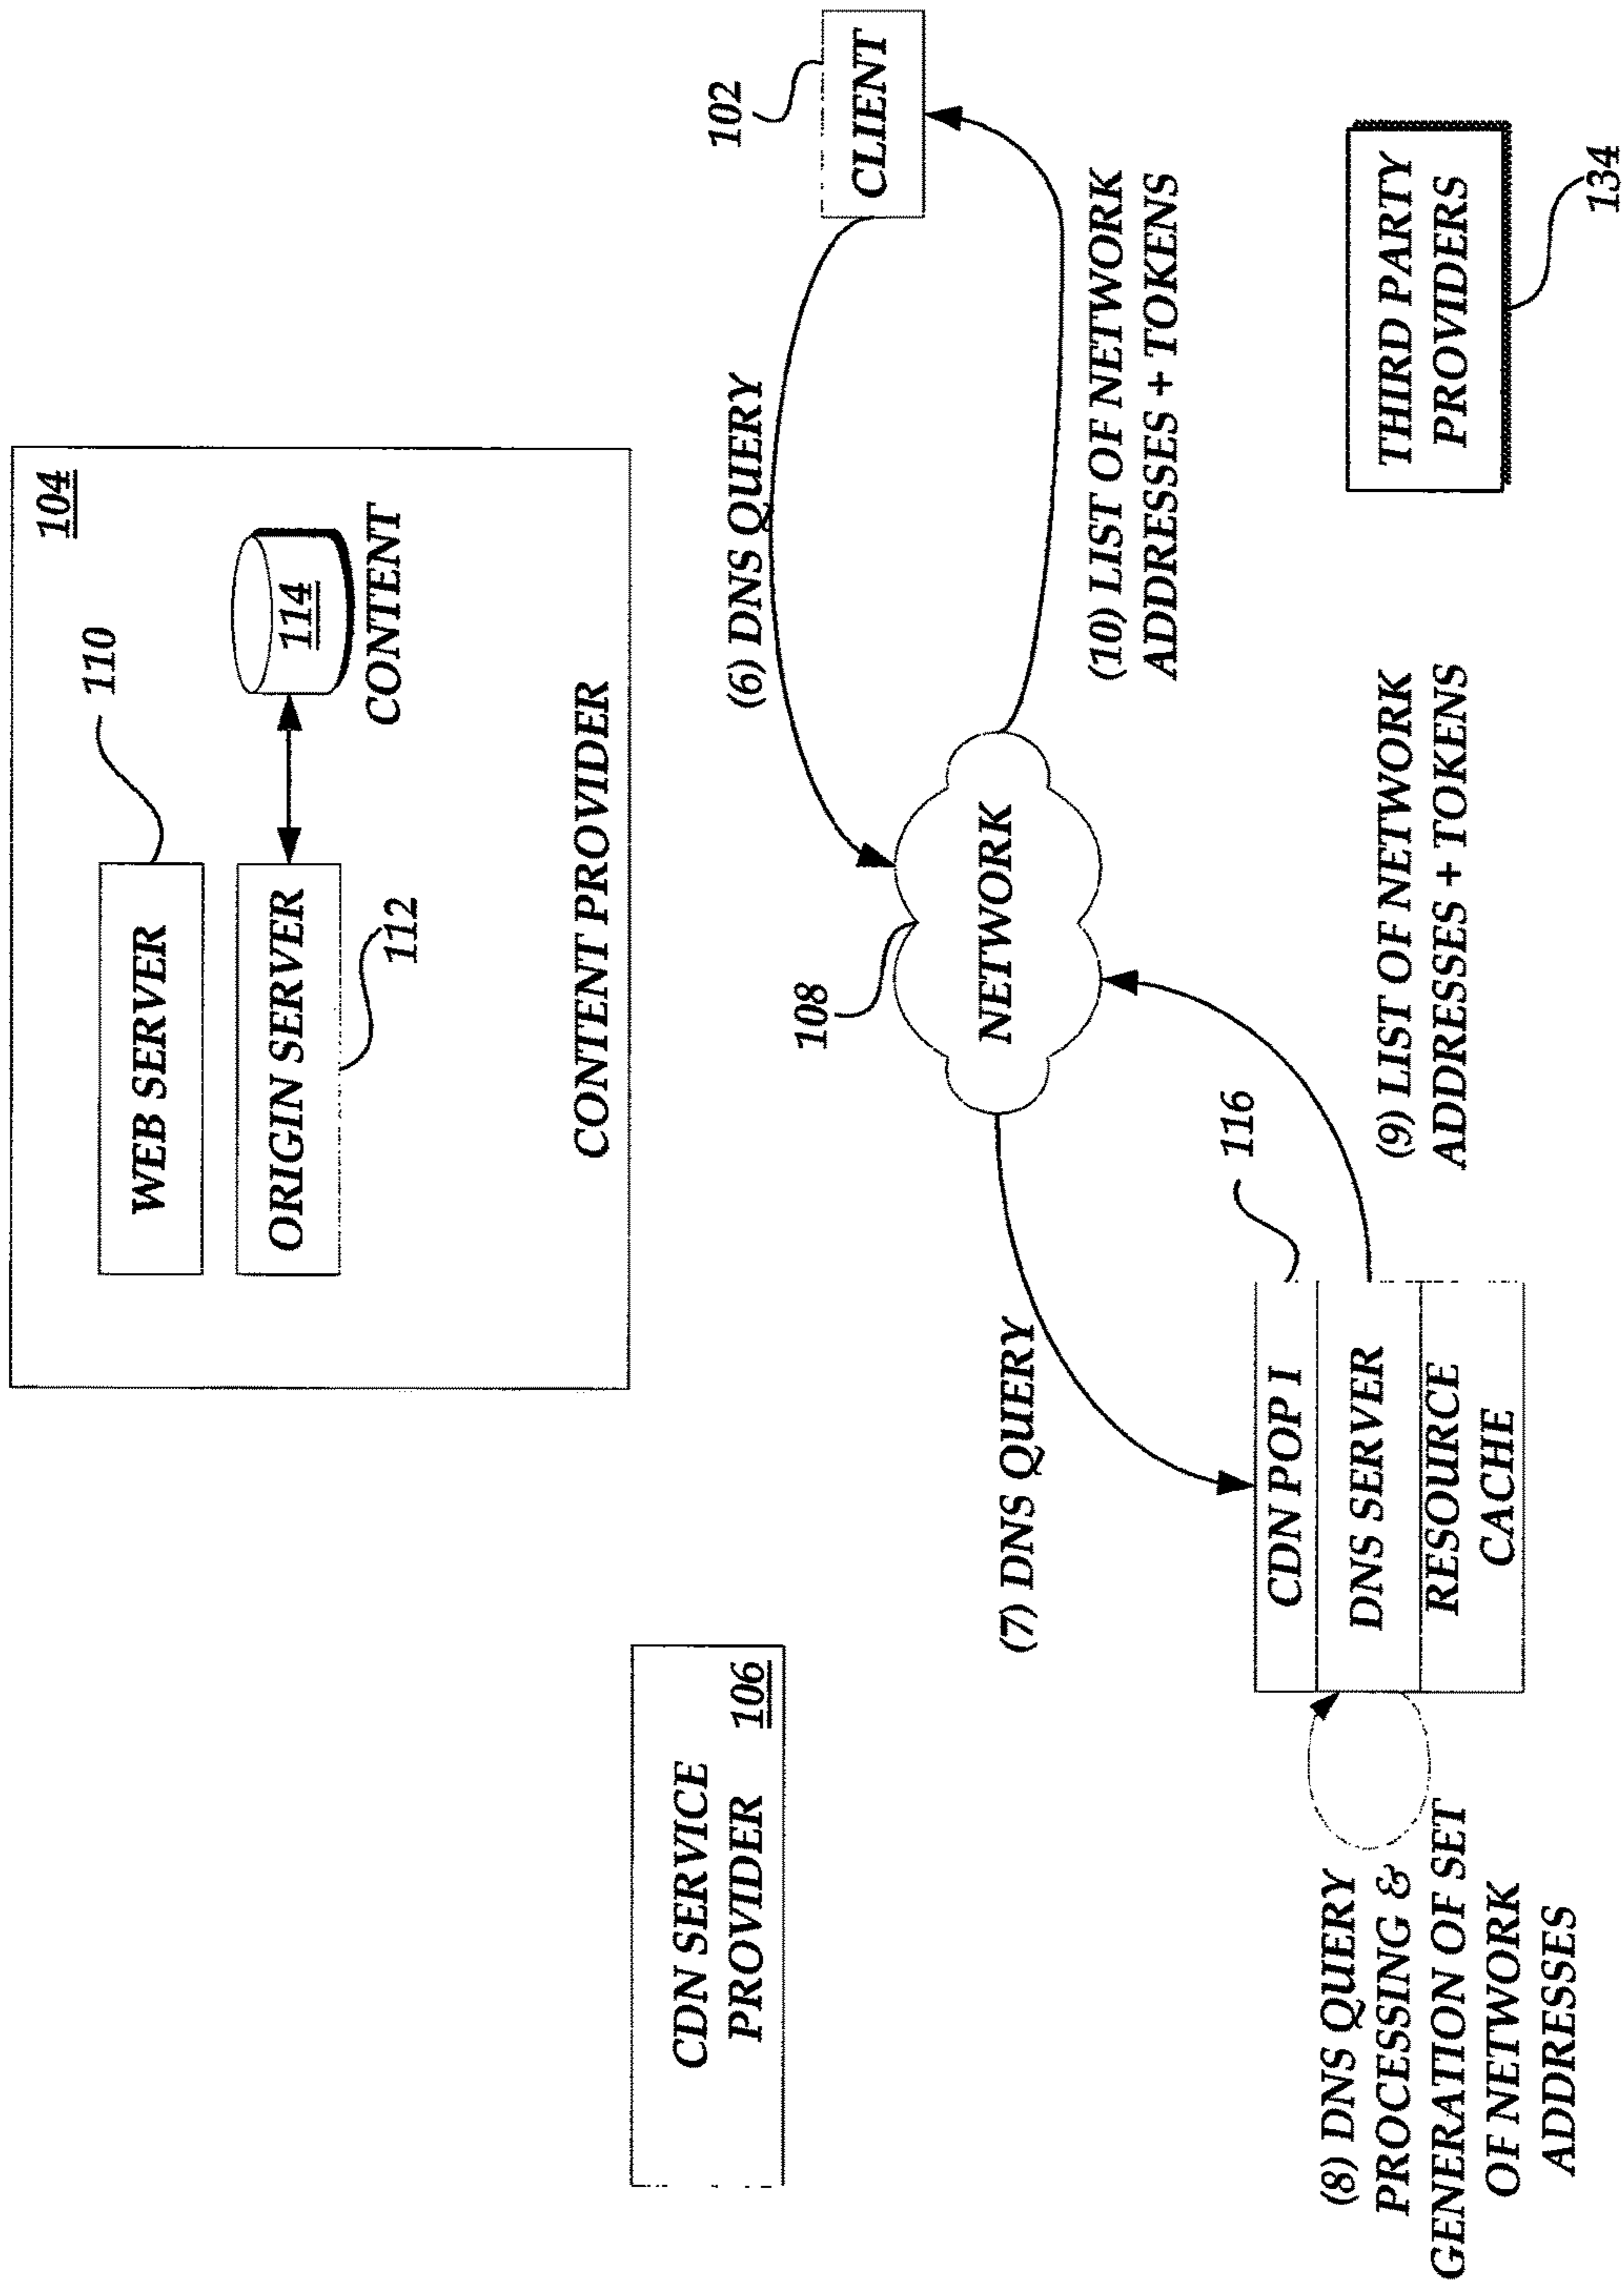 104
110
WEB SERVER
ORIGIN SERVER
114
CONTENT
112
CONTENT PROVIDER
CDN SERVICE
PROVIDER
106
102
CLIENT
(6) DNS QUERY
108
NETWORK
(7) DNS QUERY
(10) LIST OF NETWORK
ADDRESSES + TOKENS
116
CDN POP I
DNS SERVER
RESOURCE
CACHE
(8) DNS QUERY
PROCESSING &
GENERATION OF SET
OF NETWORK
ADDRESSES
(9) LIST OF NETWORK
ADDRESSES + TOKENS
THIRD PARTY
PROVIDERS
134